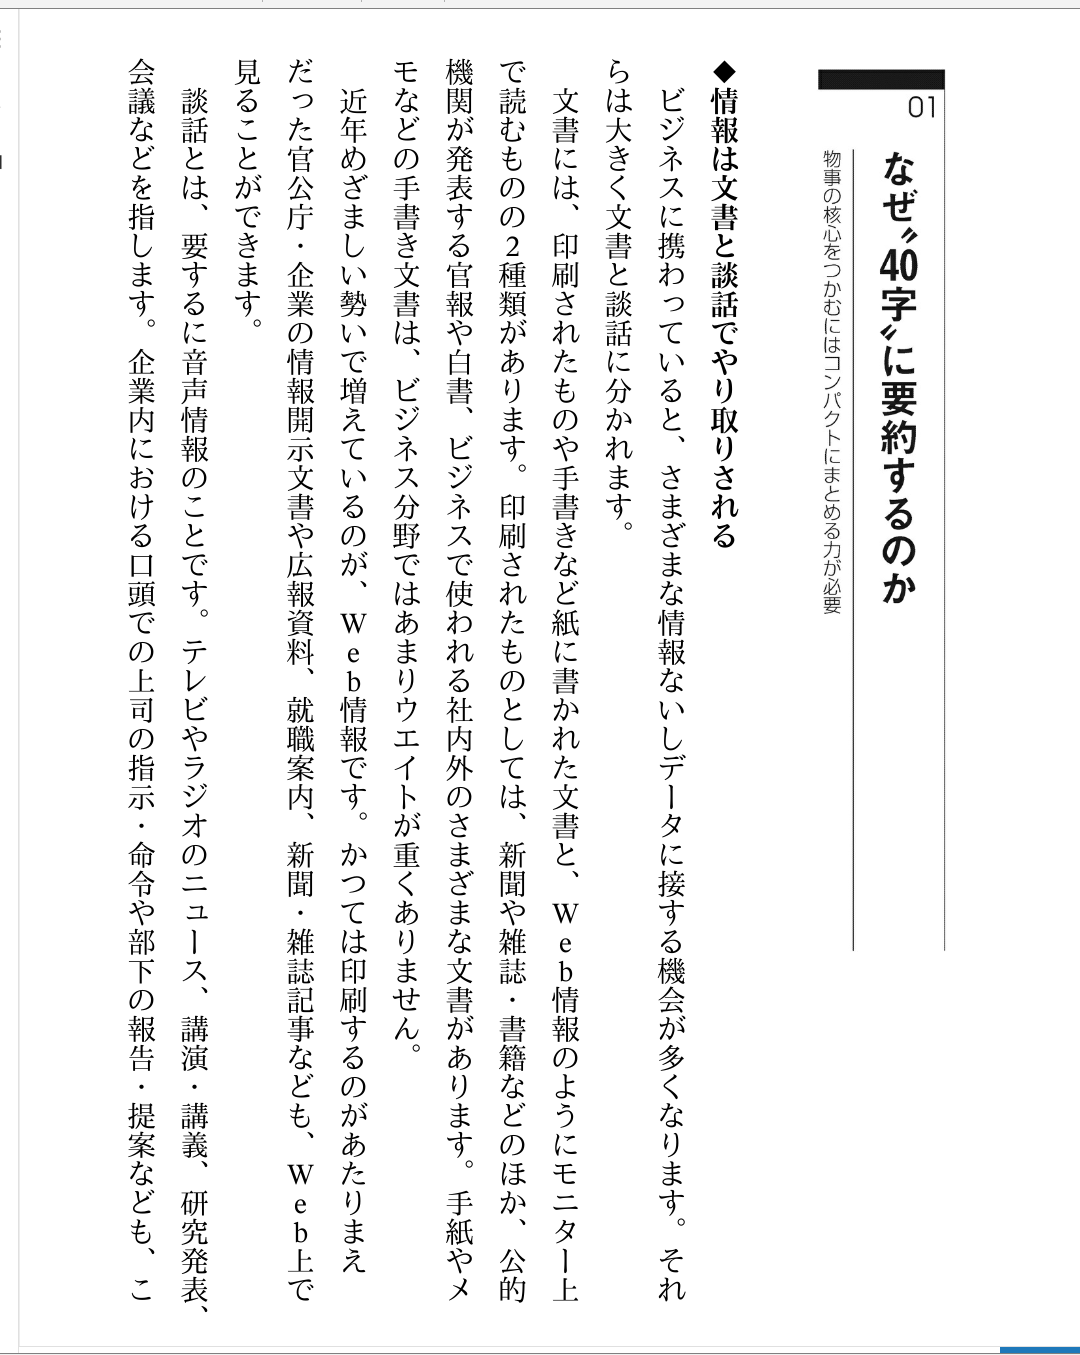 01
なぜ〝40字〟に要約するのか
物事の核心をつかむにはコンパクトにまとめる力が必要
◆情報は文書と談話でやり取りされる
ビジネスに携わっていると、さまざまな情報ないしデータに接する機会が多くなります。それ
らは大きく文書と談話に分かれます。
文書には、印刷されたものや手書きなど紙に書かれた文書と、Web情報のようにモニター上
で読むものの2種類があります。印刷されたものとしては、新聞や雑誌・書籍などのほか、公的
機関が発表する官報や白書、ビジネスで使われる社内外のさまざまな文書があります。手紙やメ
モなどの手書き文書は、ビジネス分野ではあまりウエイトが重くありません。
近年めざましい勢いで増えているのが、Web情報です。かつては印刷するのがあたりまえ
だった官公庁・企業の情報開示文書や広報資料、就職案内、新聞・雑誌記事なども、Web上で
見ることができます。
談話とは、要するに音声情報のことです。テレビやラジオのニュース、講演・講義、研究発表、
会議などを指します。企業内における口頭での上司の指示・命令や部下の報告・提案なども、こ